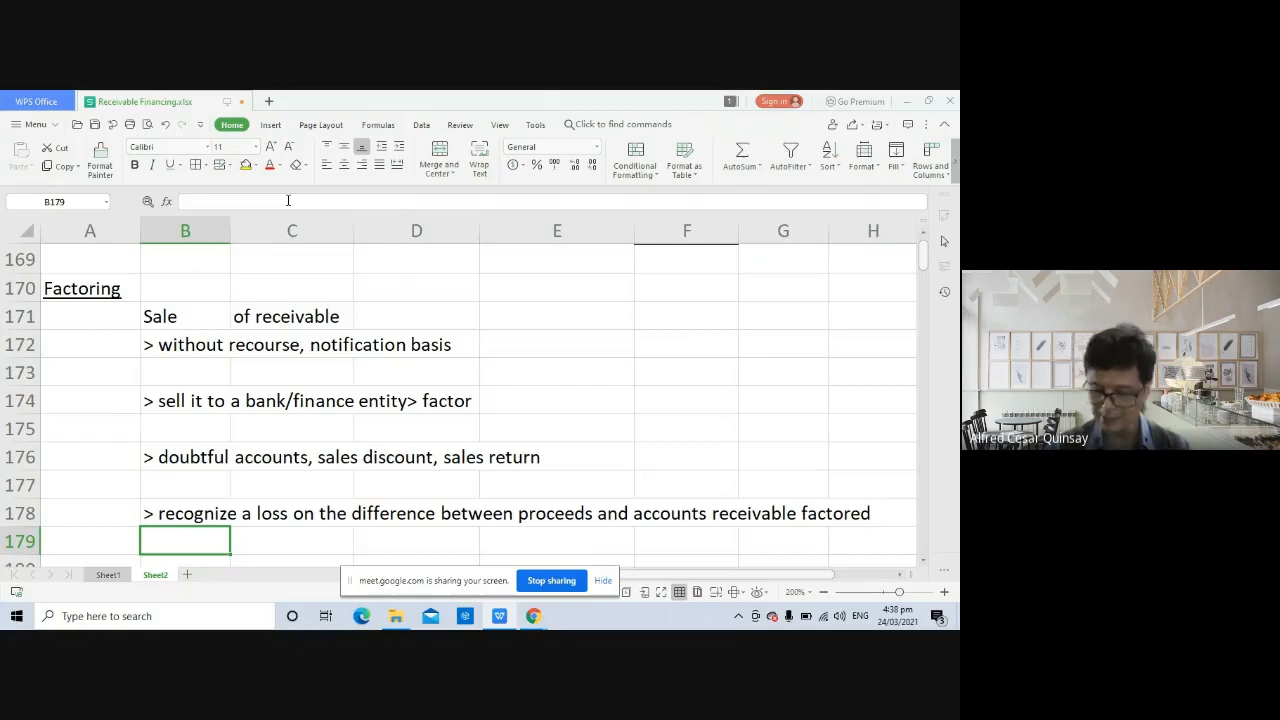 WPS Office
Receivable Financing.xlsx
1
Sign in
Go Premium
Menu
Home
Insert
Page Layout
Formulas
Data
Review
View
Tools
Click to find commands
Paste
Cut
Copy
Format Painter
Calibri
11
B I U
Merge and Center
Wrap Text
General
Conditional Formatting
Format as Table
AutoSum
AutoFilter
Sort
Format
Fill
Rows and Columns
B179
fx
A B C D E F G H
169
170 Factoring
171 Sale of receivable
172 > without recourse, notification basis
173
174 > sell it to a bank/finance entity> factor
175
176 > doubtful accounts, sales discount, sales return
177
178 > recognize a loss on the difference between proceeds and accounts receivable factored
179
Sheet1 Sheet2
meet.google.com is sharing your screen.
Stop sharing
Hide
200%
Type here to search
ENG
4:38 pm
24/03/2021
3
Alfred Cesar Quinsay